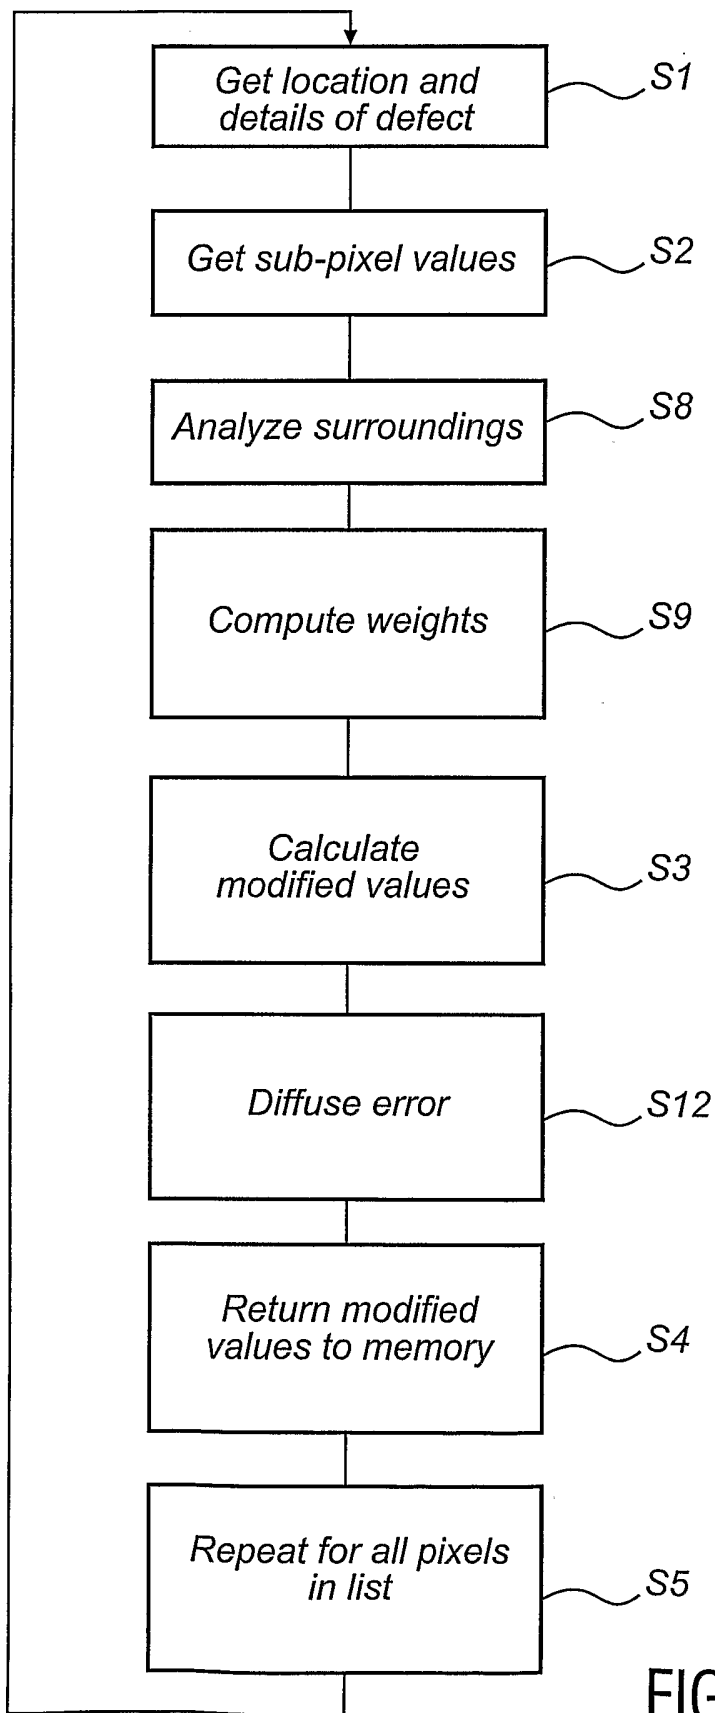 Get location and
details of defect
S1
Get sub-pixel values
S2
Analyze surroundings
S8
Compute weights
S9
Calculate
modified values
S3
Diffuse error
S12
Return modified
values to memory
S4
Repeat for all pixels
in list
S5
FIG